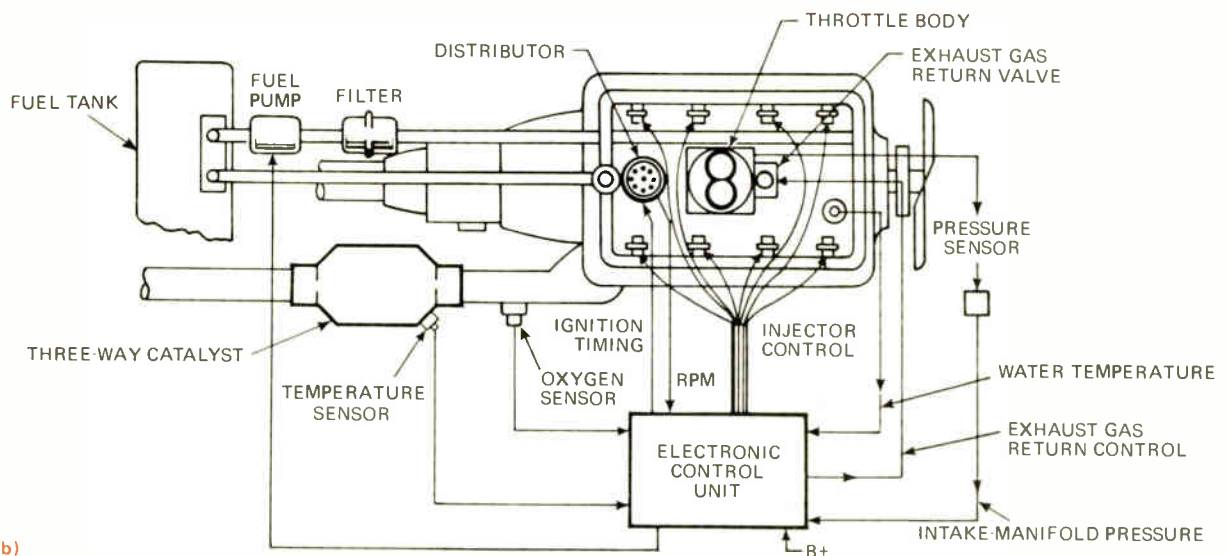 THROTTLE BODY
DISTRIBUTOR
EXHAUST GAS
RETURN VALVE
FUEL
PUMP
FILTER
FUEL TANK
PRESSURE
SENSOR
IGNITION
TIMING
INJECTOR
CONTROL
THREE-WAY CATALYST
TEMPERATURE
SENSOR
OXYGEN
SENSOR
RPM
WATER TEMPERATURE
ELECTRONIC
CONTROL
UNIT
EXHAUST GAS
RETURN CONTROL
INTAKE-MANIFOLD PRESSURE
b)
B+